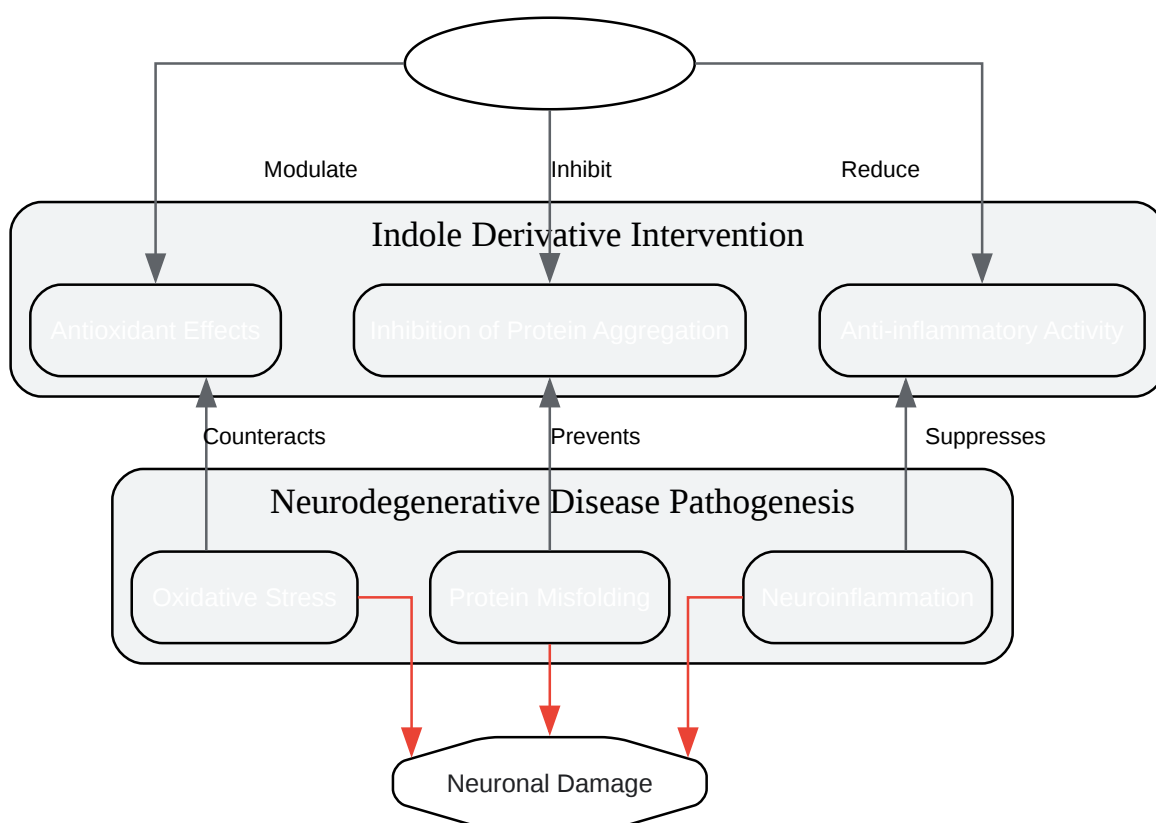 Modulate
Inhibit
Reduce
Indole Derivative Intervention
Antioxidant Effects
Inhibition of Protein Aggregation
Anti-inflammatory Activity
Counteracts
Prevents
Suppresses
Neurodegenerative Disease Pathogenesis
Oxidative Stress
Protein Misfolding
Neuroinflammation
Neuronal Damage